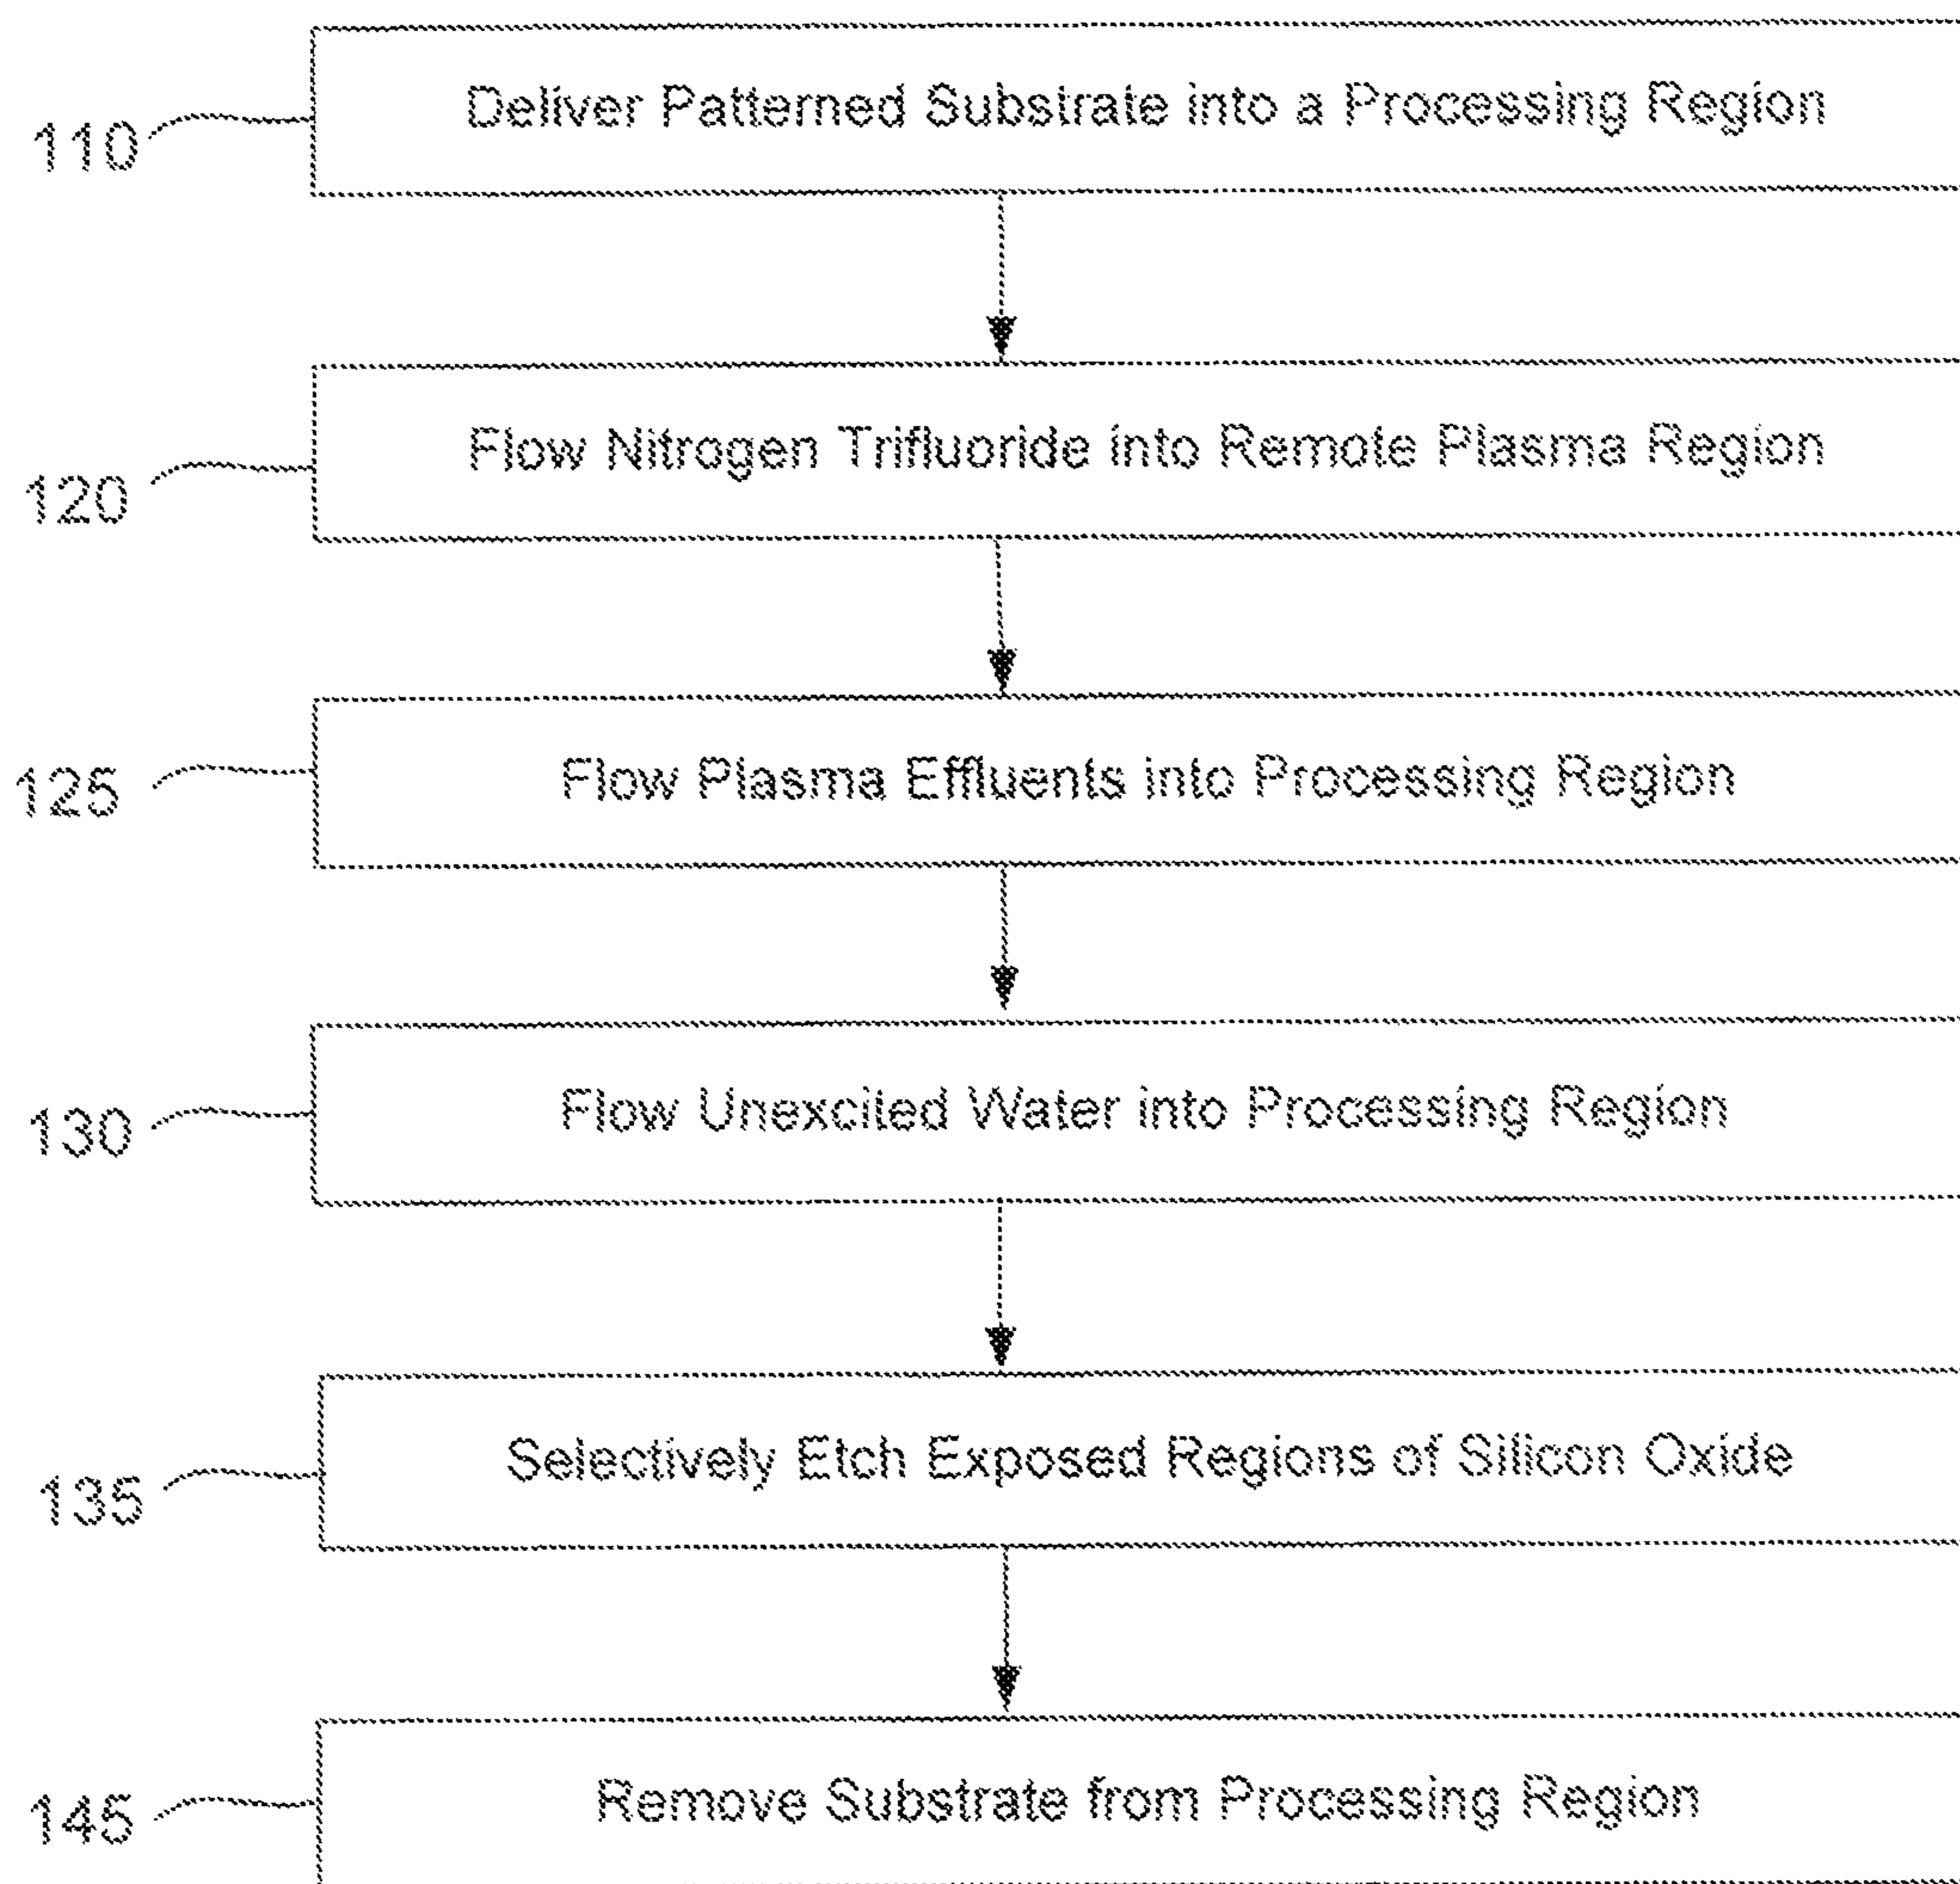 110
Deliver Patterned Substrate into a Processing Region
120
Flow Nitrogen Trifluoride into Remote Plasma Region
125
Flow Plasma Effluents into Processing Region
130
Flow Unexcited Water into Processing Region
135
Selectively Etch Exposed Regions of Silicon Oxide
145
Remove Substrate from Processing Region